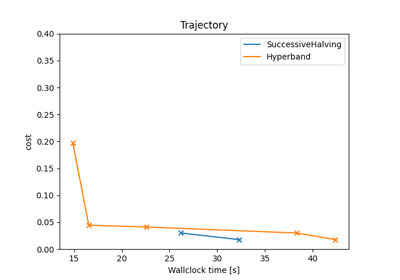 Trajectory
SuccessiveHalving
Hyperband
cost
0.40
0.35
0.30
0.25
0.20
0.15
0.10
0.05
0.00
15 20 25 30 35 40
Wallclock time [s]